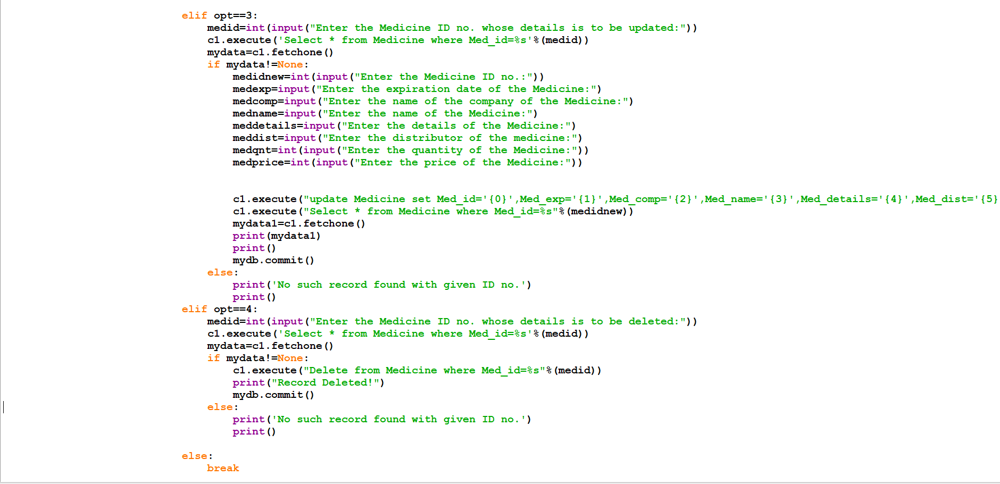 elif opt==3:
medid=int(input("Enter the Medicine ID no. whose details is to be updated:"))
c1.execute('Select * from Medicine where Med_id=%s'%(medid))
mydata=c1.fetchone()
if mydata!=None:
medidnew=int(input("Enter the Medicine ID no.:"))
medexp=input("Enter the expiration date of the Medicine:")
medcomp=input("Enter the name of the company of the Medicine:")
medname=input("Enter the name of the Medicine:")
meddetails=input("Enter the details of the Medicine:")
meddist=input("Enter the distributor of the medicine:")
medqnt=int(input("Enter the quantity of the Medicine:"))
medprice=int(input("Enter the price of the Medicine:"))
c1.execute("update Medicine set Med_id='{0}',Med_exp='{1}',Med_comp='{2}',Med_name='{3}',Med_details='{4}',Med_dist='{5}
c1.execute("Select * from Medicine where Med_id=%s"%(medidnew))
mydata1=c1.fetchone()
print(mydata1)
print()
mydb.commit()
else:
print('No such record found with given ID no.')
print()
elif opt==4:
medid=int(input("Enter the Medicine ID no. whose details is to be deleted:"))
c1.execute('Select * from Medicine where Med_id=%s'%(medid))
mydata=c1.fetchone()
if mydata!=None:
c1.execute("Delete from Medicine where Med_id=%s"%(medid))
print("Record Deleted!")
mydb.commit()
else:
print('No such record found with given ID no.')
print()
else:
break